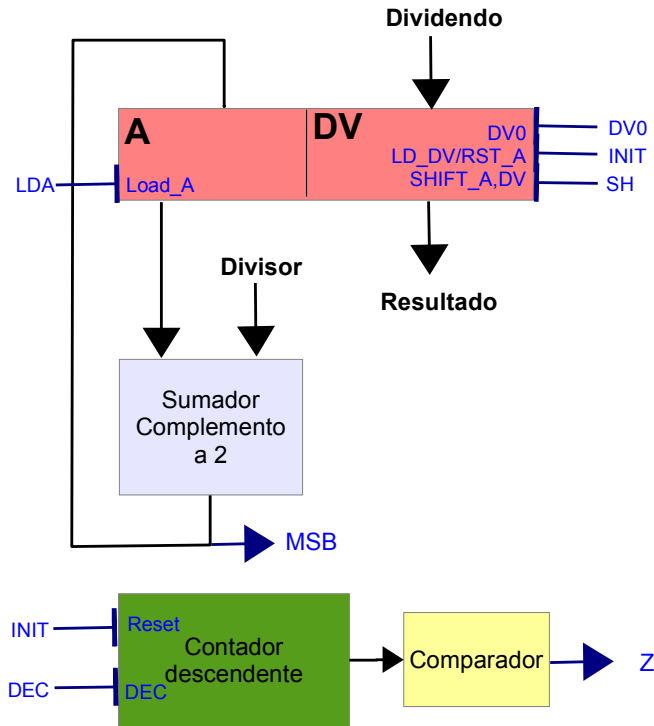 Dividendo
A
DV
DV0
DV0
LD_DV/RST_A
INIT
LDA
Load_A
SHIFT_A,DV
SH
Divisor
Resultado
Sumador
Complemento
a 2
MSB
INIT
Reset
Contador
descendente
Comparador
Z
DEC
DEC